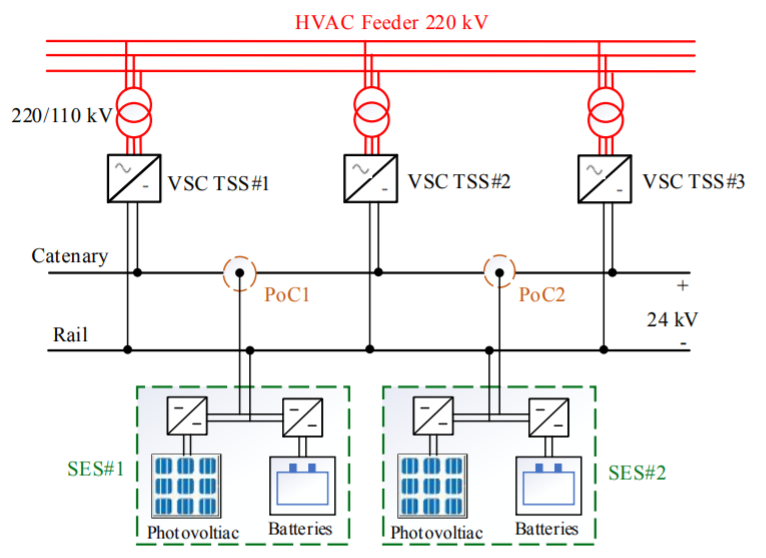 HVAC Feeder 220 kV
220/110 kV
VSC TSS#1
VSC TSS#2
VSC TSS#3
Catenary
PoC1
PoC2
+
24 kV
-
Rail
SES#1
SES#2
Photovoltiac
Batteries
Photovoltiac
Batteries